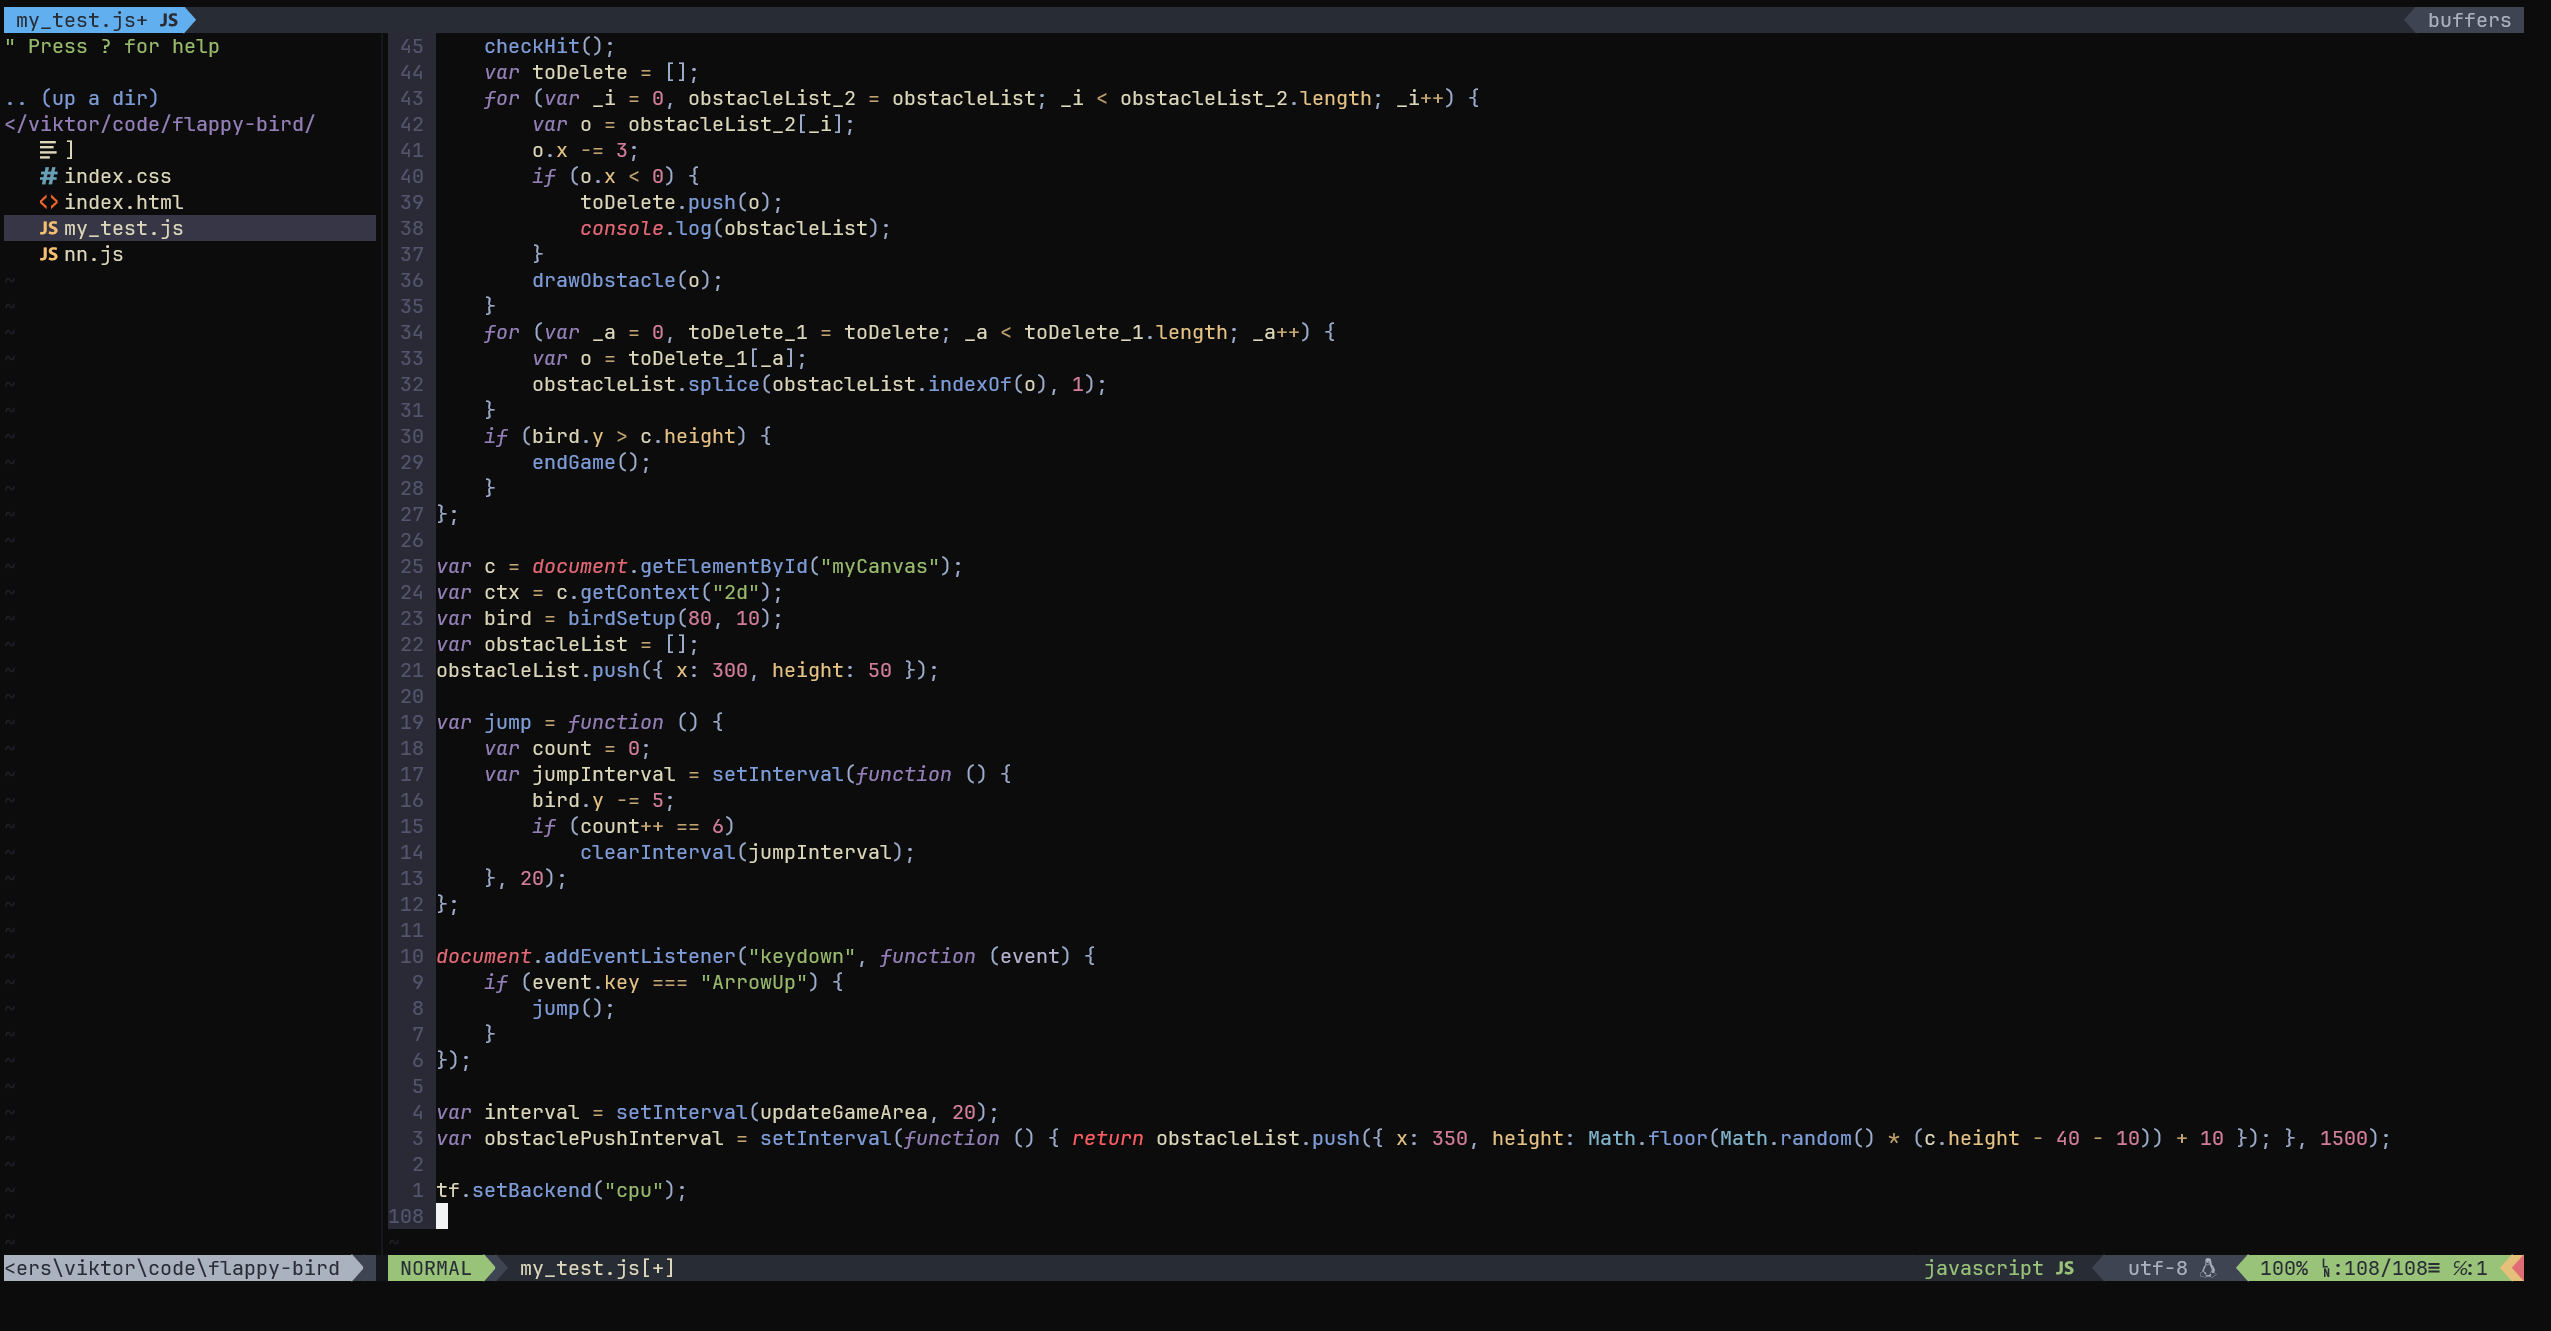 my_test.js+ JS
buffers
" Press ? for help
.. (up a dir)
</viktor/code/flappy-bird/
]
# index.css
<> index.html
JS my_test.js
JS nn.js
45     checkHit();
44     var toDelete = [];
43     for (var _i = 0, obstacleList_2 = obstacleList; _i < obstacleList_2.length; _i++) {
42         var o = obstacleList_2[_i];
41         o.x -= 3;
40         if (o.x < 0) {
39             toDelete.push(o);
38             console.log(obstacleList);
37         }
36         drawObstacle(o);
35     }
34     for (var _a = 0, toDelete_1 = toDelete; _a < toDelete_1.length; _a++) {
33         var o = toDelete_1[_a];
32         obstacleList.splice(obstacleList.indexOf(o), 1);
31     }
30     if (bird.y > c.height) {
29         endGame();
28     }
27 };
26
25 var c = document.getElementById("myCanvas");
24 var ctx = c.getContext("2d");
23 var bird = birdSetup(80, 10);
22 var obstacleList = [];
21 obstacleList.push({ x: 300, height: 50 });
20
19 var jump = function () {
18     var count = 0;
17     var jumpInterval = setInterval(function () {
16         bird.y -= 5;
15         if (count++ == 6)
14             clearInterval(jumpInterval);
13     }, 20);
12 };
11
10 document.addEventListener("keydown", function (event) {
9     if (event.key === "ArrowUp") {
8         jump();
7     }
6 });
5
4 var interval = setInterval(updateGameArea, 20);
3 var obstaclePushInterval = setInterval(function () { return obstacleList.push({ x: 350, height: Math.floor(Math.random() * (c.height - 40 - 10)) + 10 }); }, 1500);
2
1 tf.setBackend("cpu");
108
<ers\viktor\code\flappy-bird
NORMAL my_test.js[+]
javascript JS utf-8 100% ㏑:108/108≡ ℅:1